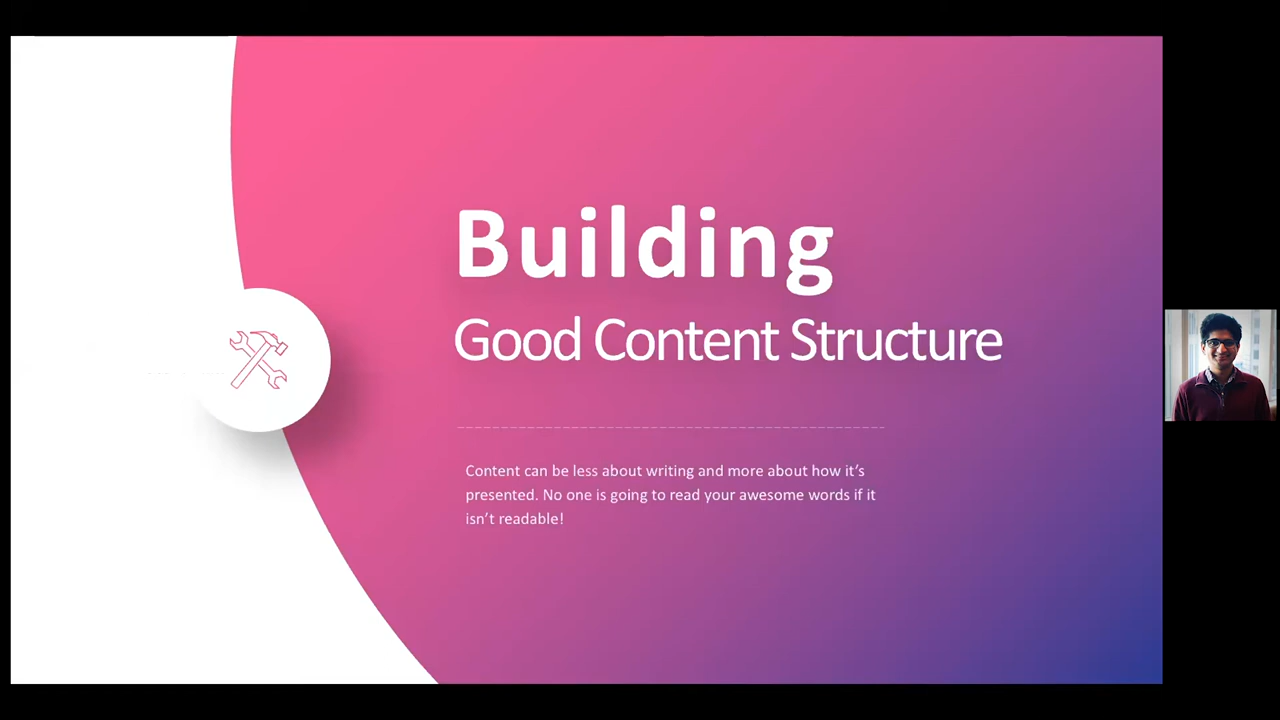 Building
Good Content Structure
Content can be less about writing and more about how it’s
presented. No one is going to read your awesome words if it
isn’t readable!